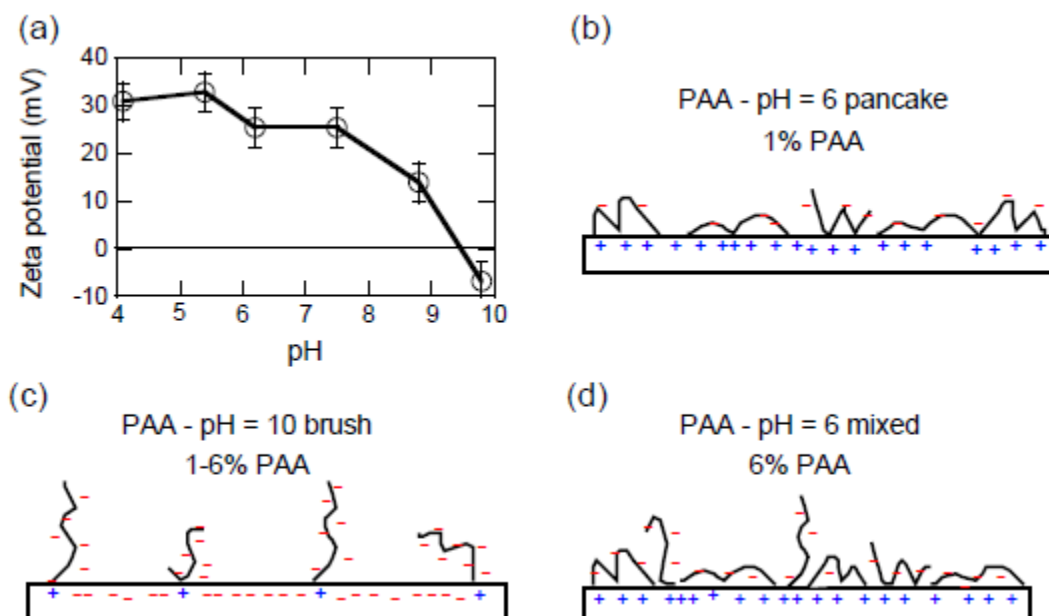 (a)
Zeta potential (mV)
40
30
20
10
0
-10
4 5 6 7 8 9 10
pH
(b)
PAA - pH = 6 pancake
1% PAA
(c)
PAA - pH = 10 brush
1-6% PAA
(d)
PAA - pH = 6 mixed
6% PAA